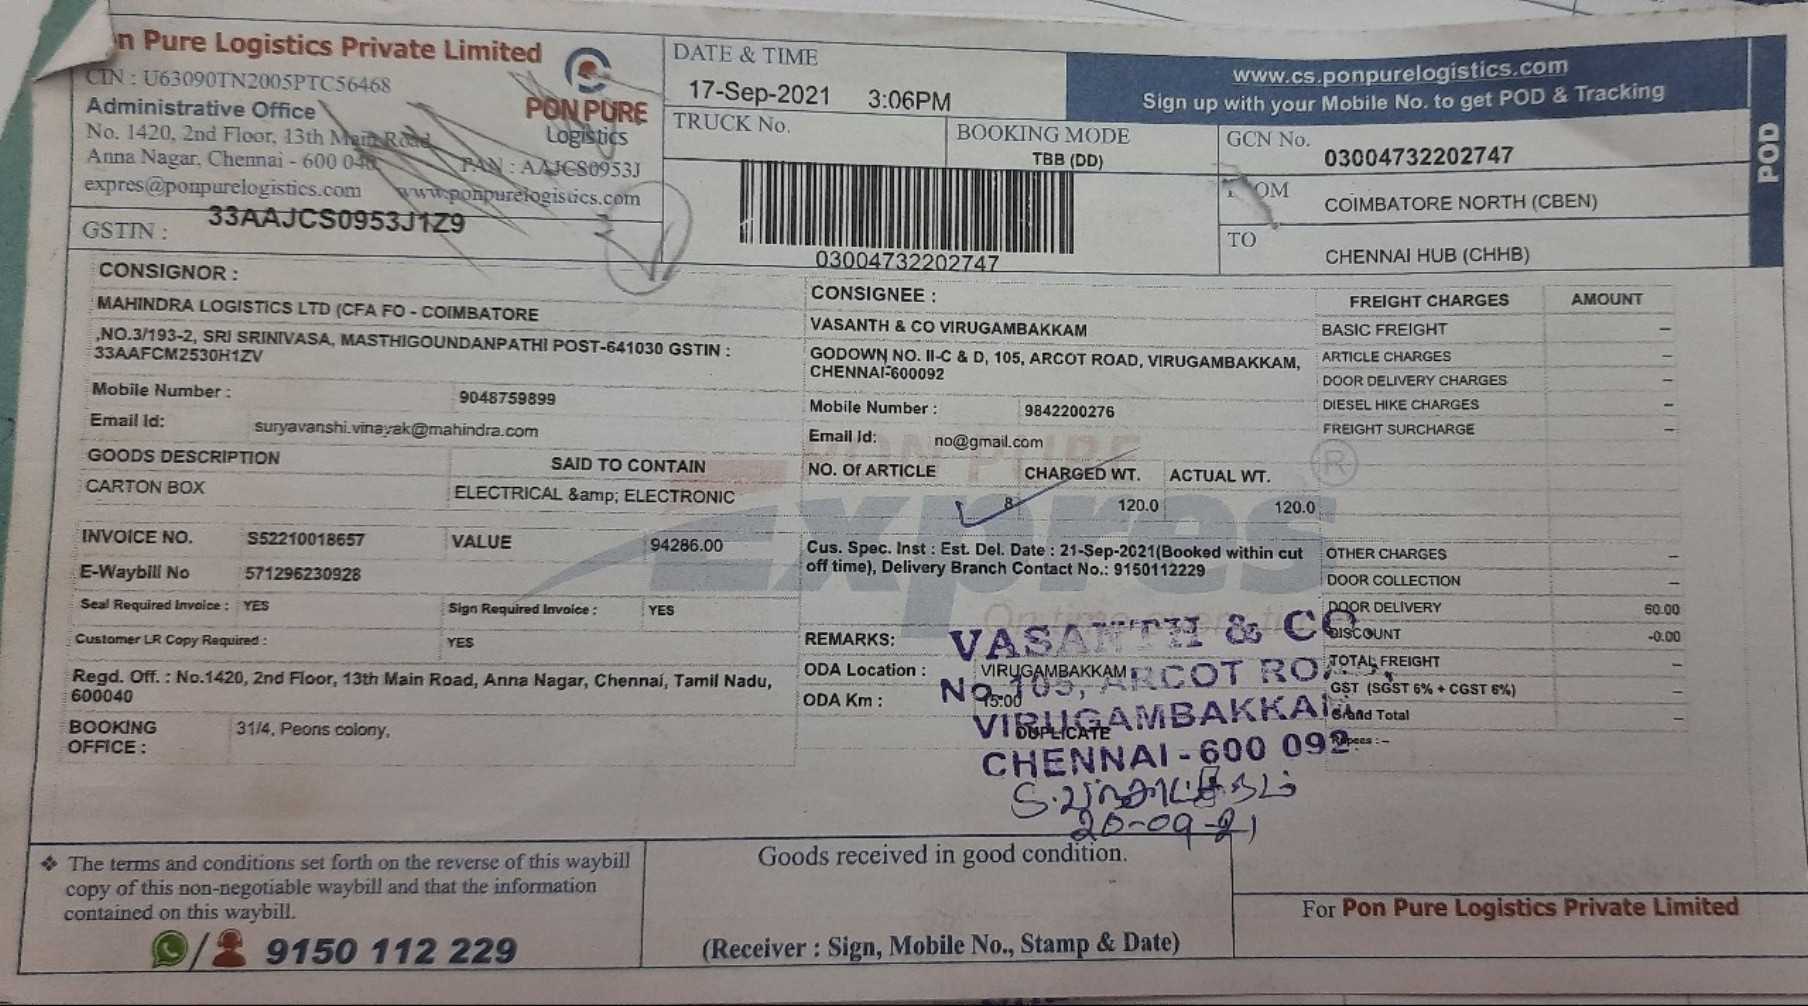 n Pure Logistics Private Limited
CIN : U63090TN2005PTC56468
Administrative Office
No. 1420, 2nd Floor, 13th Main Road
Anna Nagar, Chennai - 600 040
PAN : AAJCS0953J
expres@ponpurelogistics.com www.ponpurelogistics.com
PON PURE
Logistics
GSTIN : 33AAJCS0953J1Z9
DATE & TIME
17-Sep-2021 3:06PM
TRUCK No.
BOOKING MODE
TBB (DD)
03004732202747
www.cs.ponpurelogistics.com
Sign up with your Mobile No. to get POD & Tracking
POD
GCN No. 03004732202747
OM COIMBATORE NORTH (CBEN)
TO CHENNAI HUB (CHHB)
CONSIGNOR :
MAHINDRA LOGISTICS LTD (CFA FO - COIMBATORE
,NO.3/193-2, SRI SRINIVASA, MASTHIGOUNDANPATHI POST-641030 GSTIN :
33AAFCM2530H1ZV
Mobile Number : 9048759899
Email Id: suryavanshi.vinayak@mahindra.com
GOODS DESCRIPTION SAID TO CONTAIN
CARTON BOX ELECTRICAL &amp; ELECTRONIC
INVOICE NO. S52210018657 VALUE 94286.00
E-Waybill No 571296230928
Seal Required Invoice : YES Sign Required Invoice : YES
Customer LR Copy Required : YES
Regd. Off. : No.1420, 2nd Floor, 13th Main Road, Anna Nagar, Chennai, Tamil Nadu,
600040
BOOKING
OFFICE :
31/4, Peons colony,
CONSIGNEE :
VASANTH & CO VIRUGAMBAKKAM
GODOWN NO. II-C & D, 105, ARCOT ROAD, VIRUGAMBAKKAM,
CHENNAI-600092
Mobile Number : 9842200276
Email Id: no@gmail.com
PON PURE
Expres
®
NO. Of ARTICLE CHARGED WT. ACTUAL WT.
8 120.0 120.0
Cus. Spec. Inst : Est. Del. Date : 21-Sep-2021(Booked within cut
off time), Delivery Branch Contact No.: 9150112229
REMARKS:
ODA Location : VIRUGAMBAKKAM
ODA Km : 15.00
DUPLICATE
VASANTH & CO
No. 105, ARCOT ROA
VIRUGAMBAKKA
CHENNAI - 600 092
20-09-21
FREIGHT CHARGES AMOUNT
BASIC FREIGHT –
ARTICLE CHARGES –
DOOR DELIVERY CHARGES –
DIESEL HIKE CHARGES –
FREIGHT SURCHARGE –
OTHER CHARGES –
DOOR COLLECTION –
DOOR DELIVERY 60.00
DISCOUNT -0.00
TOTAL FREIGHT –
GST (SGST 6% + CGST 6%) –
Grand Total –
Rupees : –
❖ The terms and conditions set forth on the reverse of this waybill
copy of this non-negotiable waybill and that the information
contained on this waybill.
/ 9150 112 229
Goods received in good condition.
(Receiver : Sign, Mobile No., Stamp & Date)
For Pon Pure Logistics Private Limited